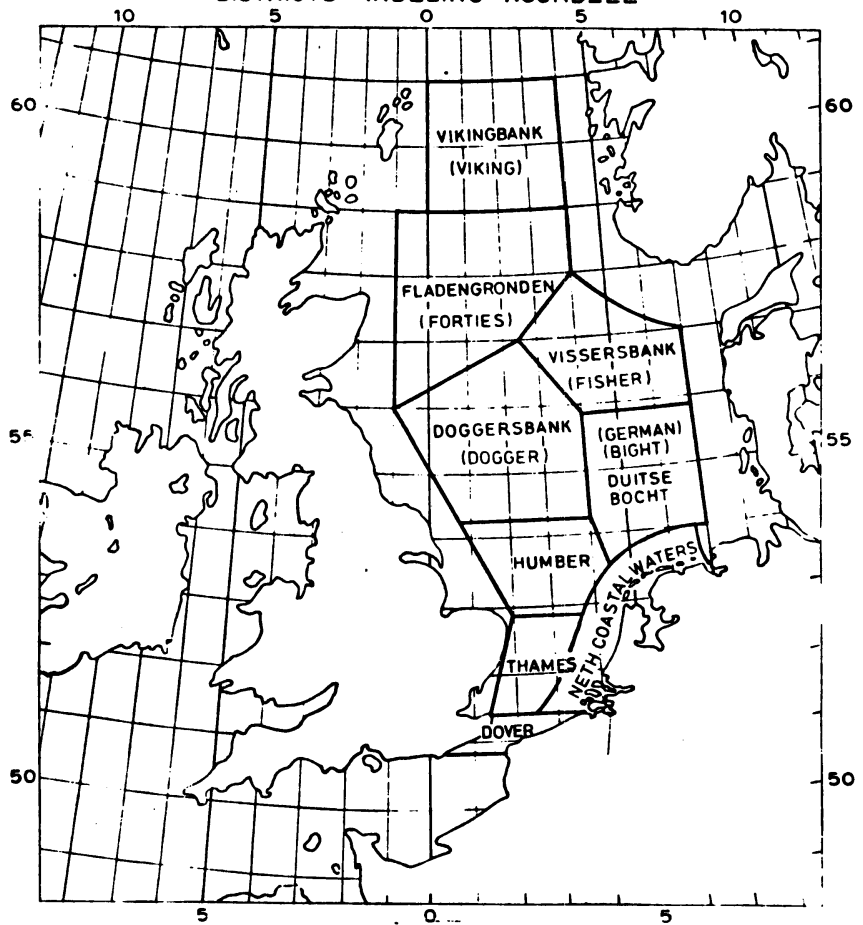 10 5 0 5 10
60 60
VIKINGBANK
(VIKING)
FLADENGRONDEN
(FORTIES)
VISSERSBANK
(FISHER)
55 55
DOGGERSBANK
(DOGGER)
(GERMAN)
(BIGHT)
DUITSE
BOCHT
HUMBER
NETH COASTAL WATERS
THAMES
DOVER
50 50
5 0 5